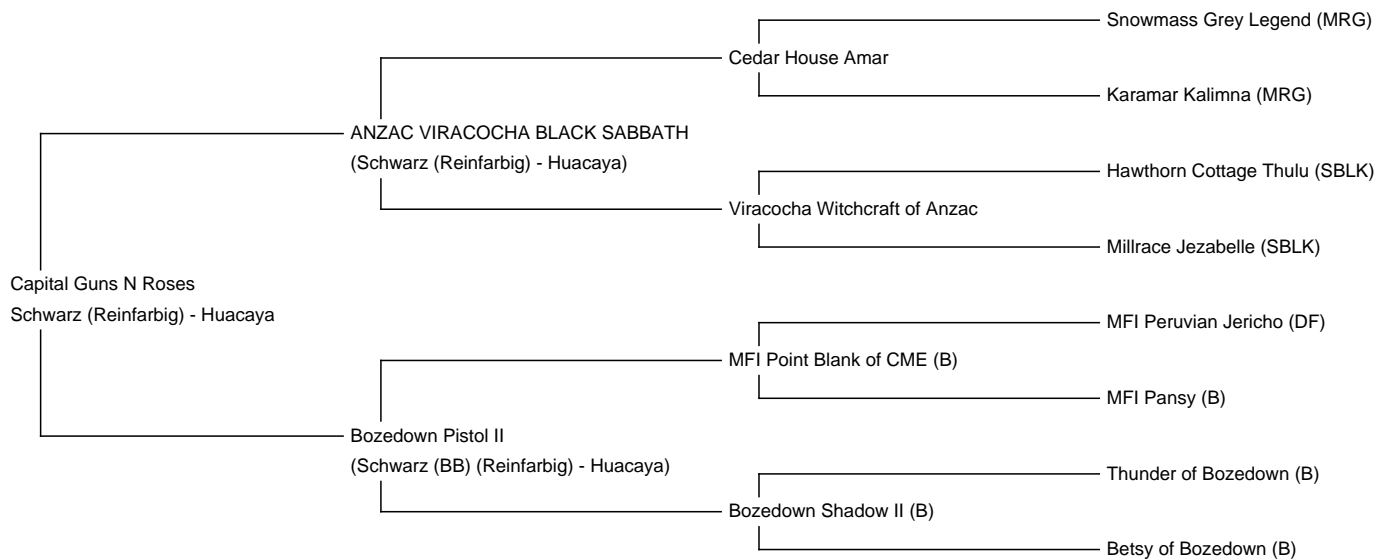 Snowmass Grey Legend (MRG)
Cedar House Amar
Karamar Kalimna (MRG)
ANZAC VIRACOCHA BLACK SABBATH
(Schwarz (Reinfarbig) - Huacaya)
Hawthorn Cottage Thulu (SBLK)
Viracocha Witchcraft of Anzac
Millrace Jezabelle (SBLK)
Capital Guns N Roses
Schwarz (Reinfarbig) - Huacaya
MFI Peruvian Jericho (DF)
MFI Point Blank of CME (B)
MFI Pansy (B)
Bozedown Pistol II
(Schwarz (BB) (Reinfarbig) - Huacaya)
Thunder of Bozedown (B)
Bozedown Shadow II (B)
Betsy of Bozedown (B)